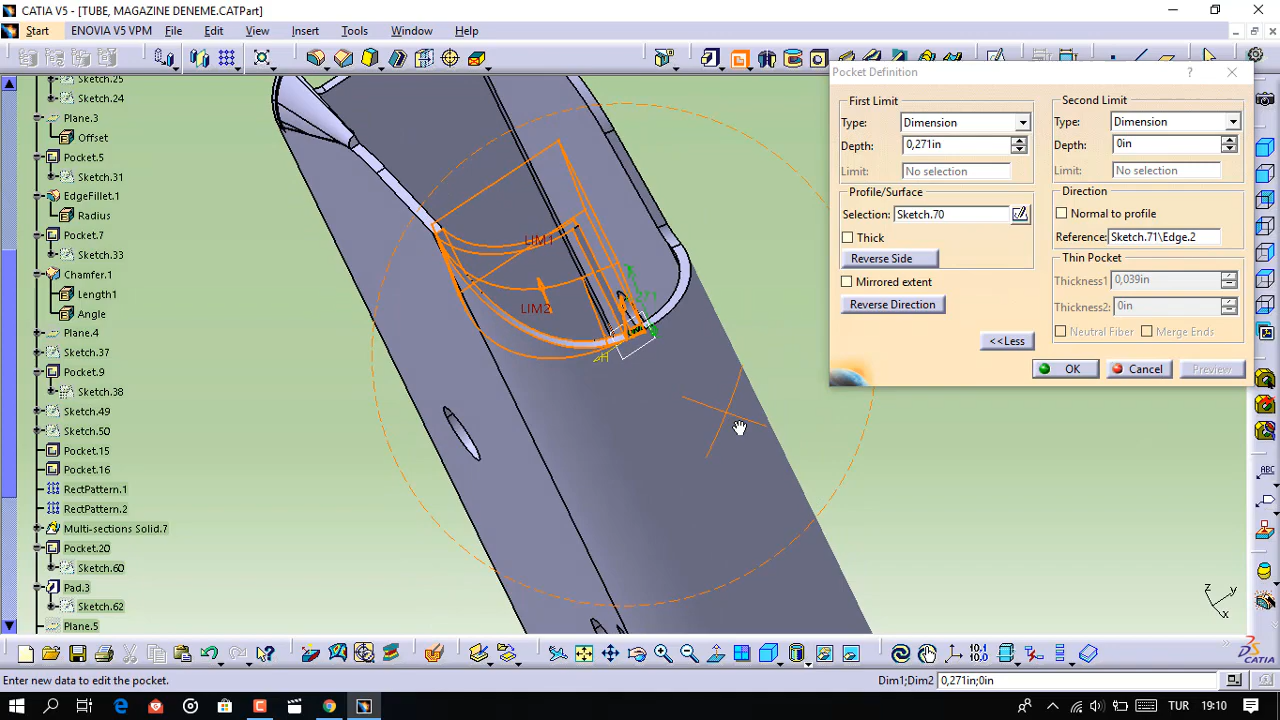 CATIA V5 - [TUBE, MAGAZINE DENEME.CATPart]
Start ENOVIA V5 VPM File Edit View Insert Tools Window Help
Sketch.25
Sketch.24
Plane.3
Offset
Pocket.5
Sketch.31
EdgeFillet.1
Radius
Pocket.7
Sketch.33
Chamfer.1
Length1
Angle
Plane.4
Sketch.37
Pocket.9
Sketch.38
Sketch.49
Sketch.50
Pocket.15
Pocket.16
RectPattern.1
RectPattern.2
Multi-sections Solid.7
Pocket.20
Sketch.60
Pad.3
Sketch.62
Plane.5
LIM1
LIM2
H
Pocket Definition
First Limit
Type: Dimension
Depth: 0,271in
Limit: No selection
Profile/Surface
Selection: Sketch.70
Thick
Reverse Side
Mirrored extent
Reverse Direction
Second Limit
Type: Dimension
Depth: 0in
Limit: No selection
Direction
Normal to profile
Reference: Sketch.71\Edge.2
Thin Pocket
Thickness1 0,039in
Thickness2: 0in
Neutral Fiber Merge Ends
<<Less
OK Cancel Preview
z y x
ABC
10.1
10.0
CATIA
Enter new data to edit the pocket. Dim1;Dim2 0,271in;0in
TUR 19:10